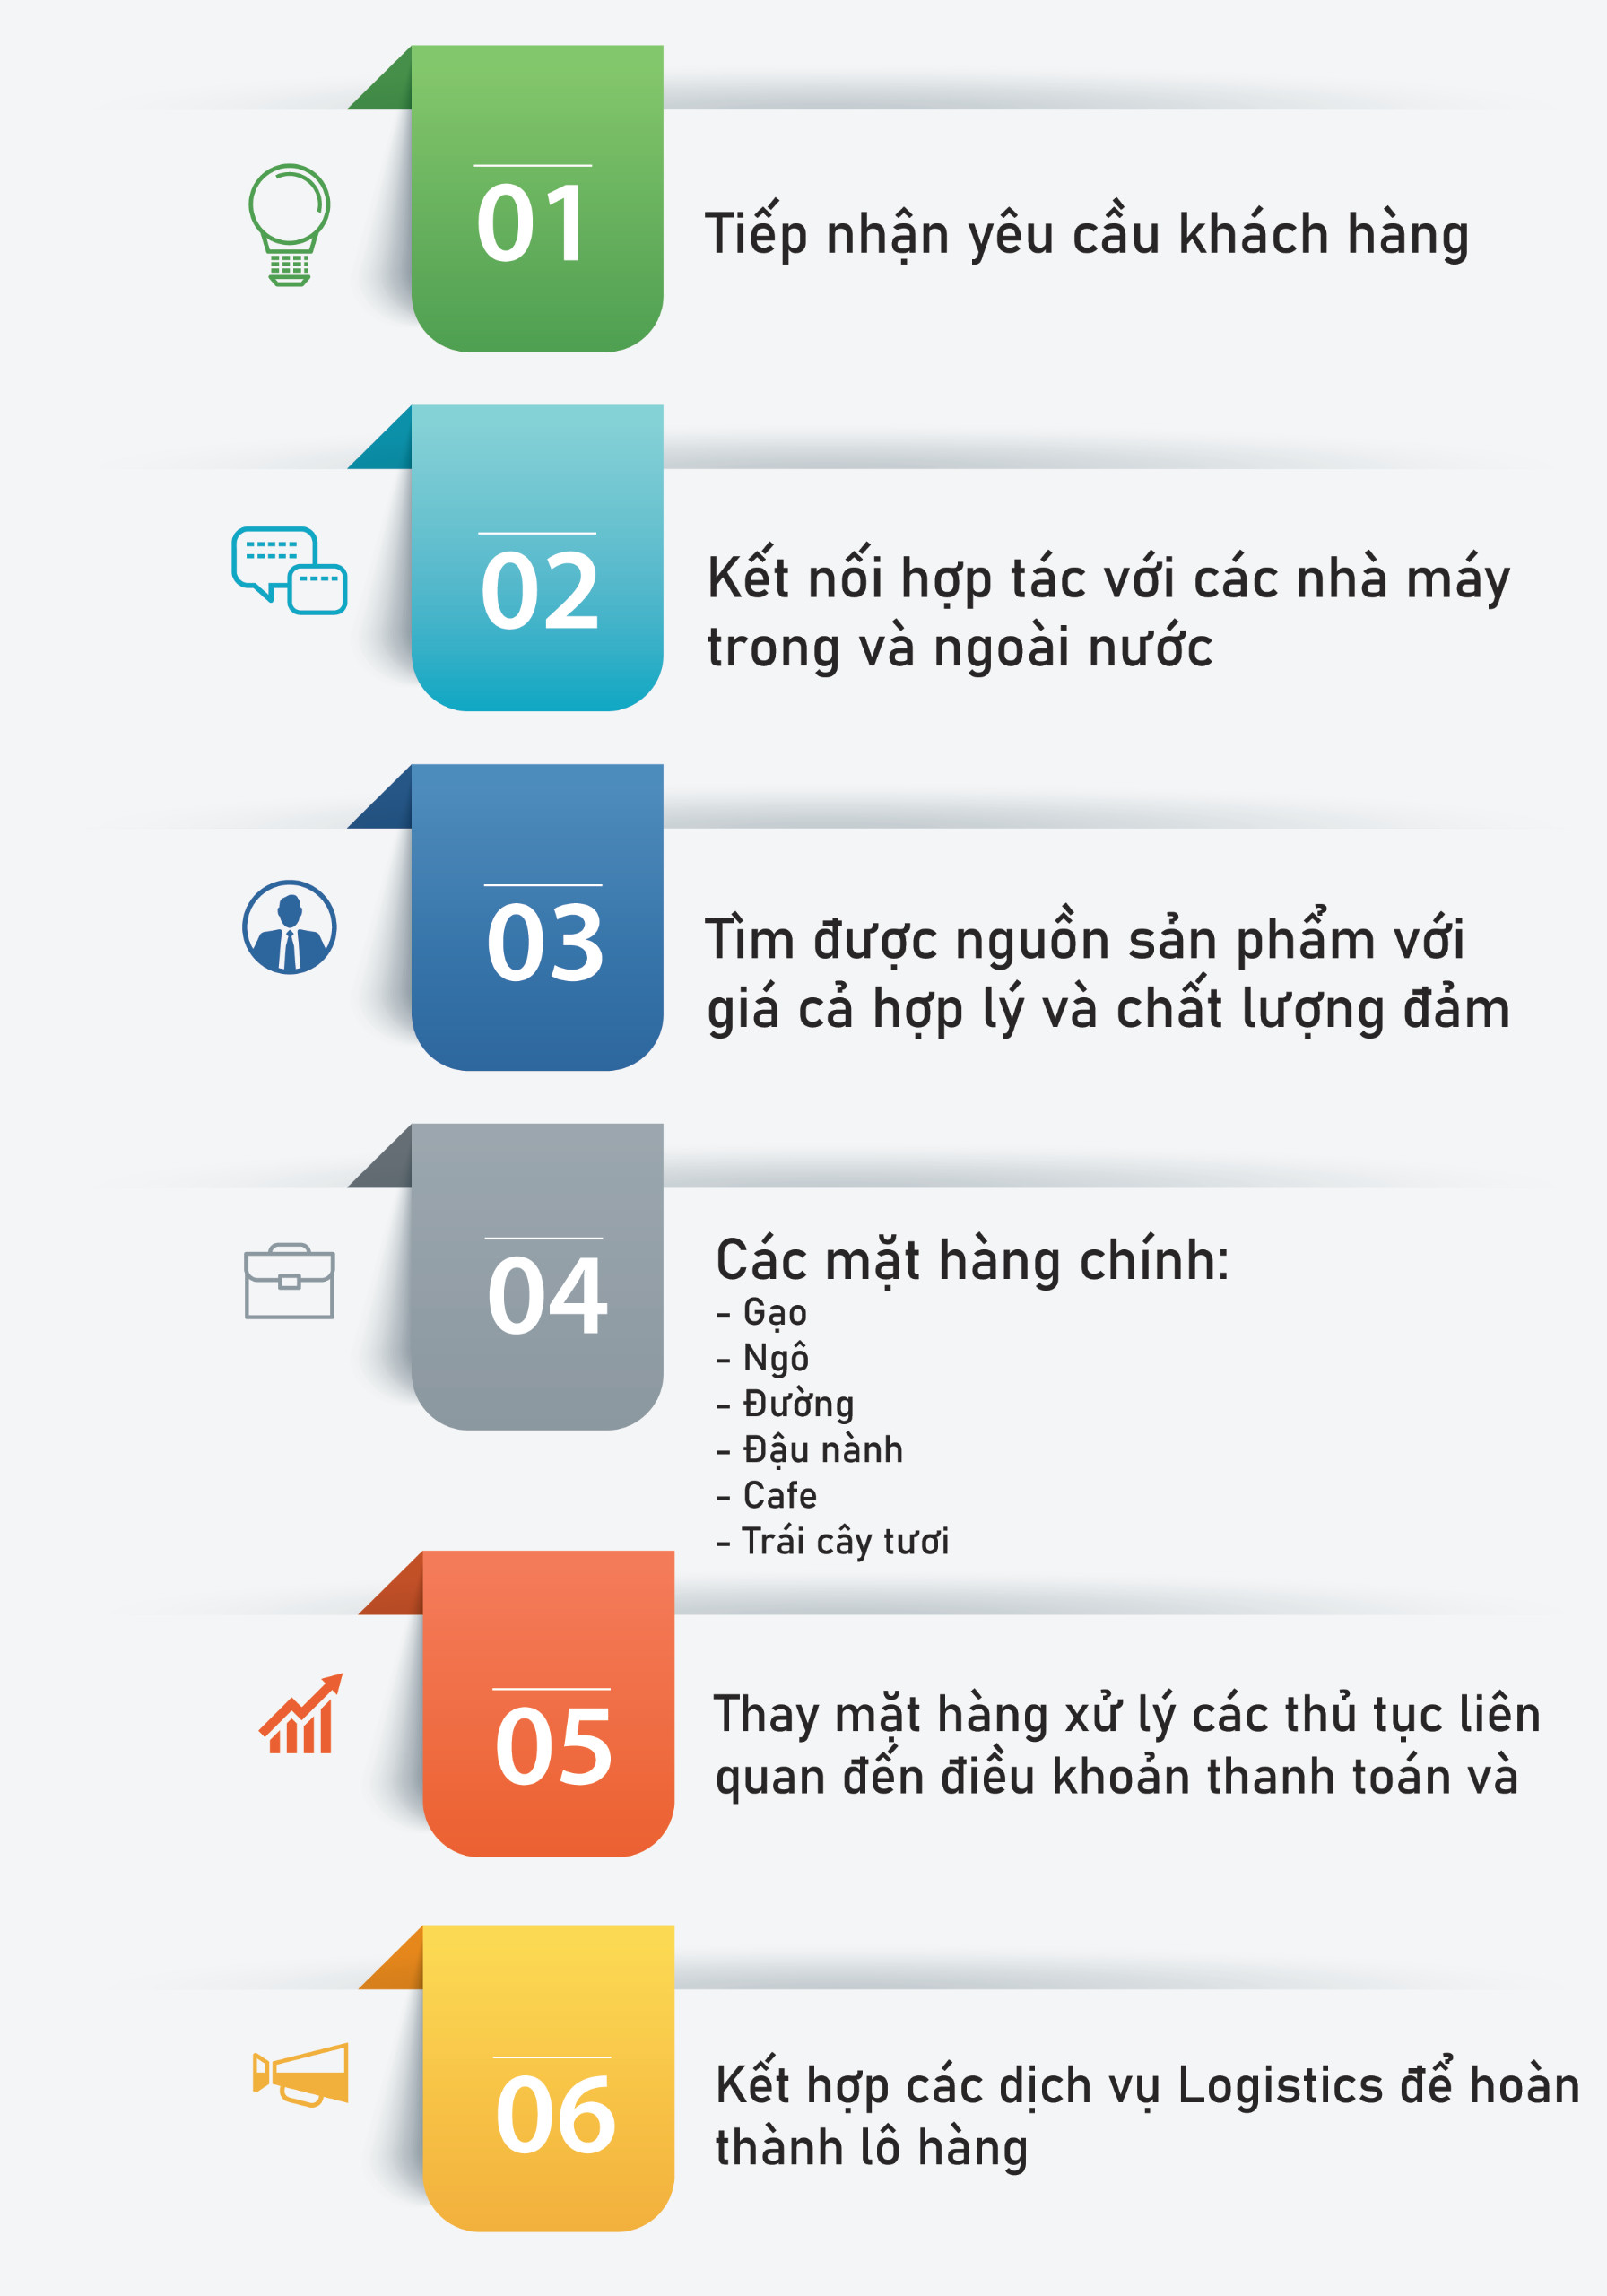 01
Tiếp nhận yêu cầu khách hàng
02
Kết nối hợp tác với các nhà máy
trong và ngoài nước
03
Tìm được nguồn sản phẩm với
giá cả hợp lý và chất lượng đảm
04
Các mặt hàng chính:
- Gạo
- Ngô
- Đường
- Đậu nành
- Cafe
- Trái cây tươi
05
Thay mặt hàng xử lý các thủ tục liên
quan đến điều khoản thanh toán và
06
Kết hợp các dịch vụ Logistics để hoàn
thành lô hàng